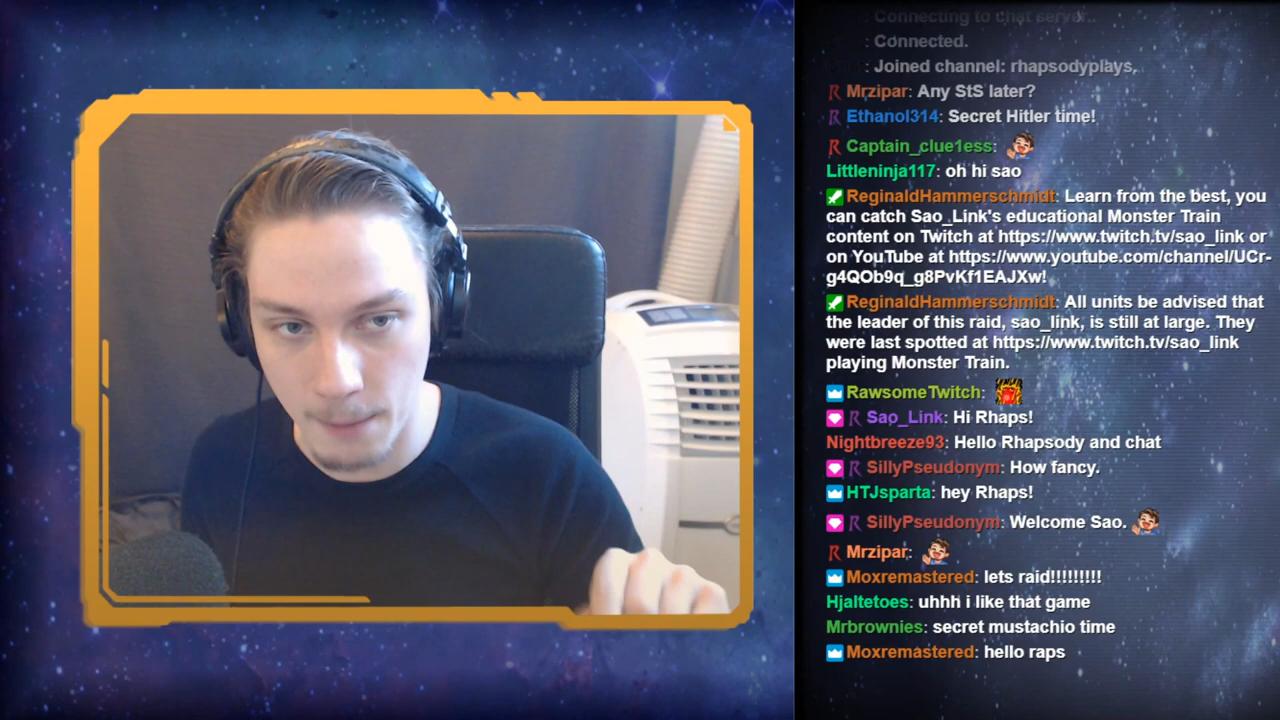 : Connecting to chat server..
: Connected.
: Joined channel: rhapsodyplays,
Mrzipar: Any StS later?
Ethanol314: Secret Hitler time!
Captain_clue1ess:
Littleninja117: oh hi sao
ReginaldHammerschmidt: Learn from the best, you
can catch Sao_Link's educational Monster Train
content on Twitch at https://www.twitch.tv/sao_link or
on YouTube at https://www.youtube.com/channel/UCr-
g4QOb9q_g8PvKf1EAJXw!
ReginaldHammerschmidt: All units be advised that
the leader of this raid, sao_link, is still at large. They
were last spotted at https://www.twitch.tv/sao_link
playing Monster Train.
RawsomeTwitch:
Sao_Link: Hi Rhaps!
Nightbreeze93: Hello Rhapsody and chat
SillyPseudonym: How fancy.
HTJsparta: hey Rhaps!
SillyPseudonym: Welcome Sao.
Mrzipar:
Moxremastered: lets raid!!!!!!!!!
Hjaltetoes: uhhh i like that game
Mrbrownies: secret mustachio time
Moxremastered: hello raps